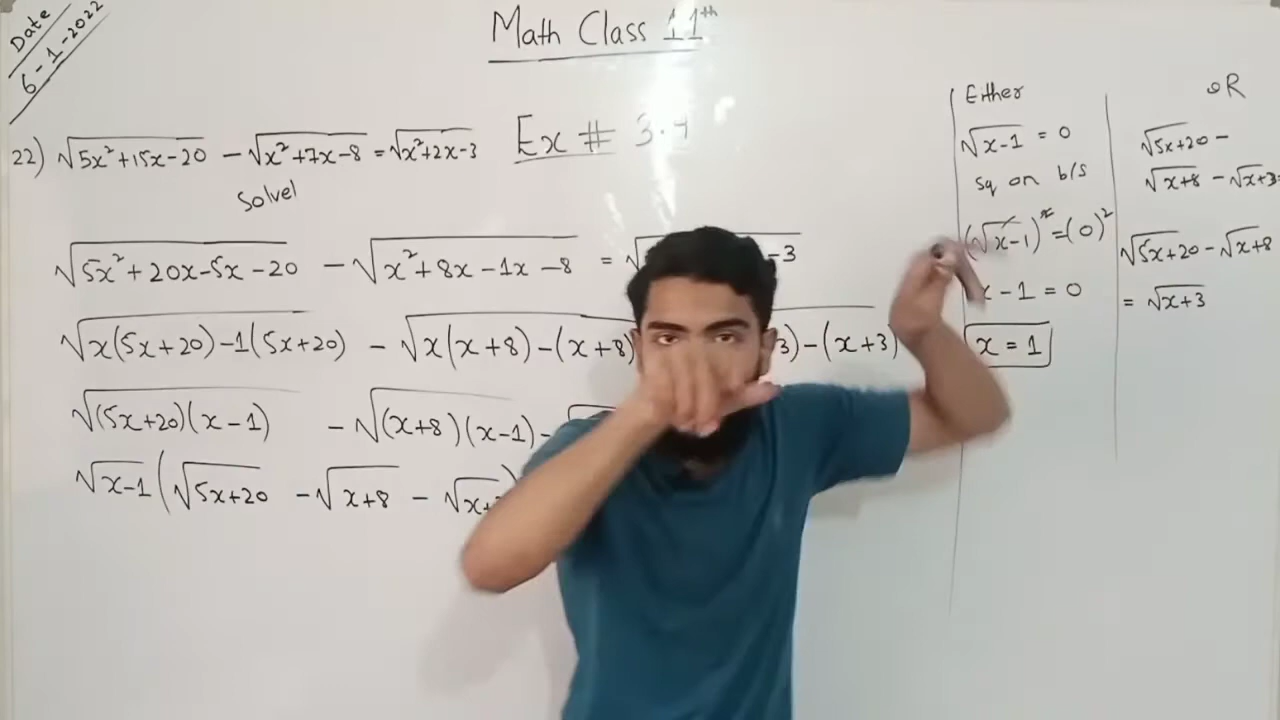 Date
6-1-2022
Math Class 11th
Ex # 3.4
22) √5x²+15x-20 - √x²+7x-8 = √x²+2x-3
Solve
√5x²+20x-5x-20 - √x²+8x-1x-8 = √ -3
√x(5x+20)-1(5x+20) - √x(x+8)-(x+8) 3)-(x+3)
√(5x+20)(x-1) - √(x+8)(x-1) -
√x-1 (√5x+20 - √x+8 - √x+
Either
√x-1 = 0
Sq on b/s
(√x-1)² = (0)²
x-1 = 0
x = 1
OR
√5x+20 -
√x+8 - √x+3 =
√5x+20 - √x+8
= √x+3